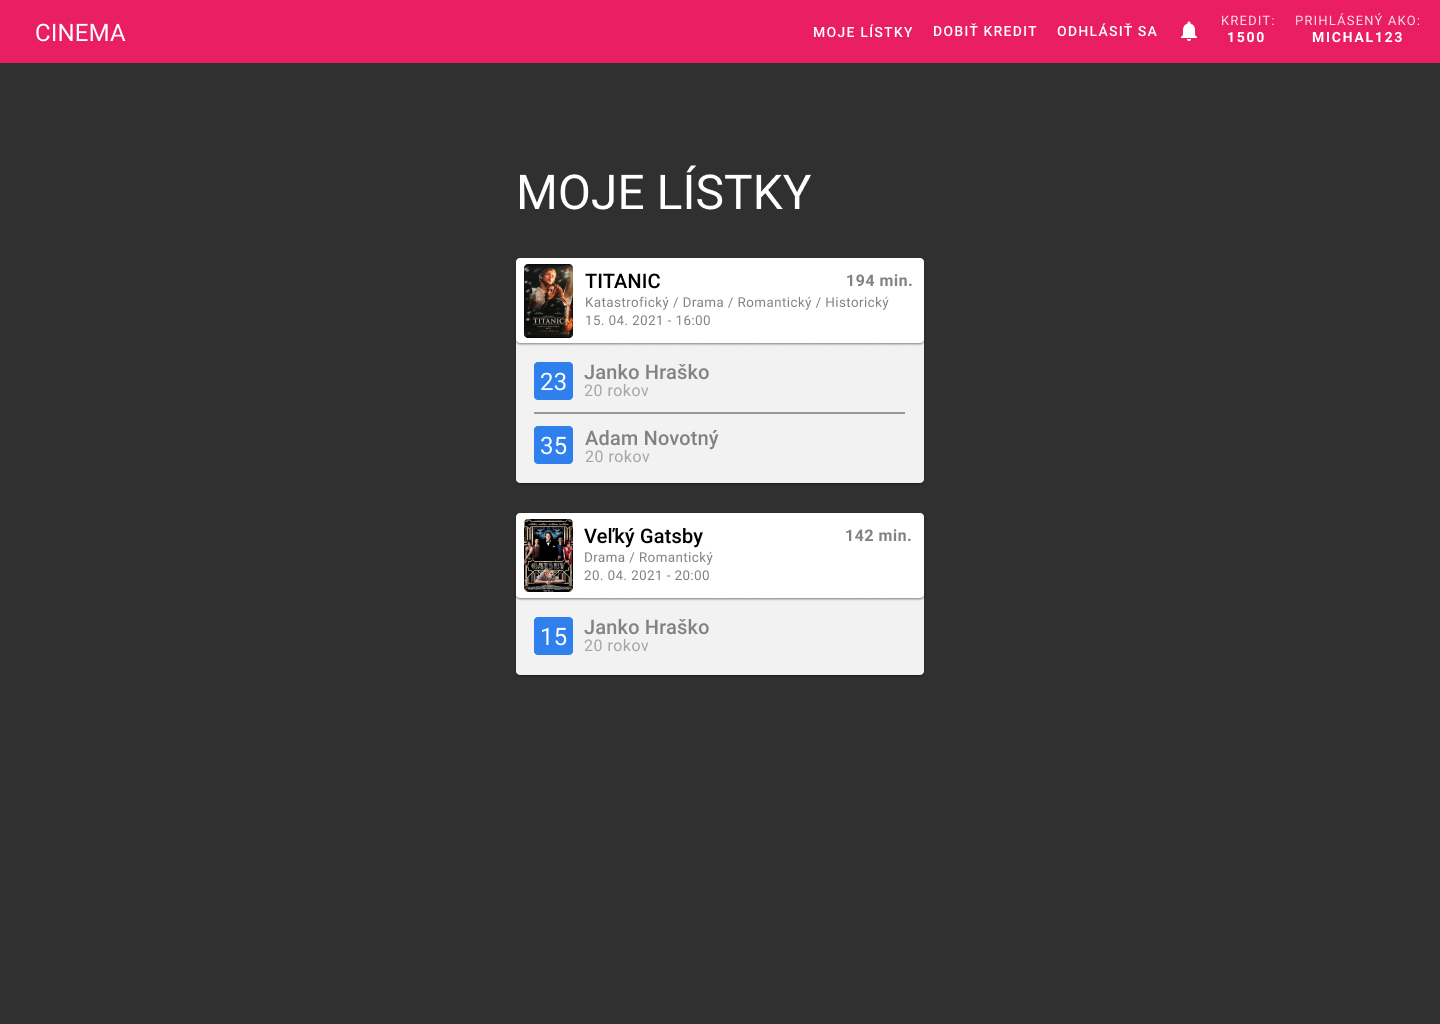 CINEMA
MOJE LÍSTKY
DOBIŤ KREDIT
ODHLÁSIŤ SA
KREDIT:
1500
PRIHLÁSENÝ AKO:
MICHAL123
MOJE LÍSTKY
TITANIC
TITANIC
194 min.
Katastrofický / Drama / Romantický / Historický
15. 04. 2021 - 16:00
23
Janko Hraško
20 rokov
35
Adam Novotný
20 rokov
GATSBY
Veľký Gatsby
142 min.
Drama / Romantický
20. 04. 2021 - 20:00
15
Janko Hraško
20 rokov